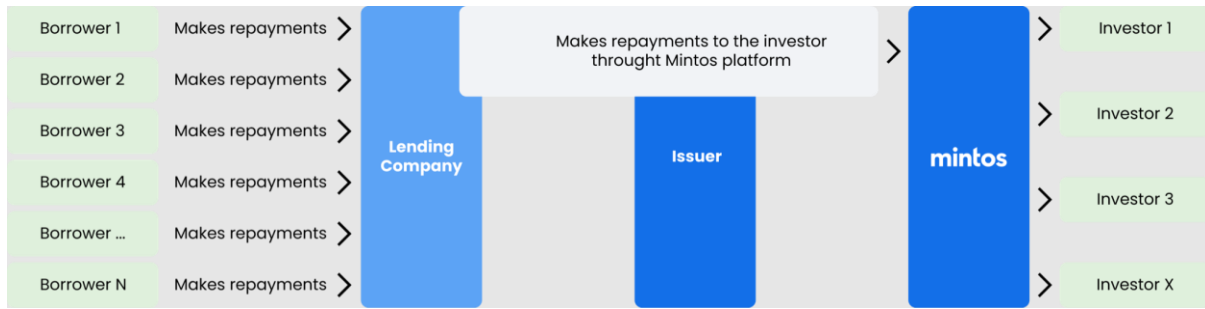 Borrower 1
Makes repayments
Borrower 2
Makes repayments
Borrower 3
Makes repayments
Borrower 4
Makes repayments
Borrower ...
Makes repayments
Borrower N
Makes repayments
Lending
Company
Makes repayments to the investor
throught Mintos platform
Issuer
mintos
Investor 1
Investor 2
Investor 3
Investor X